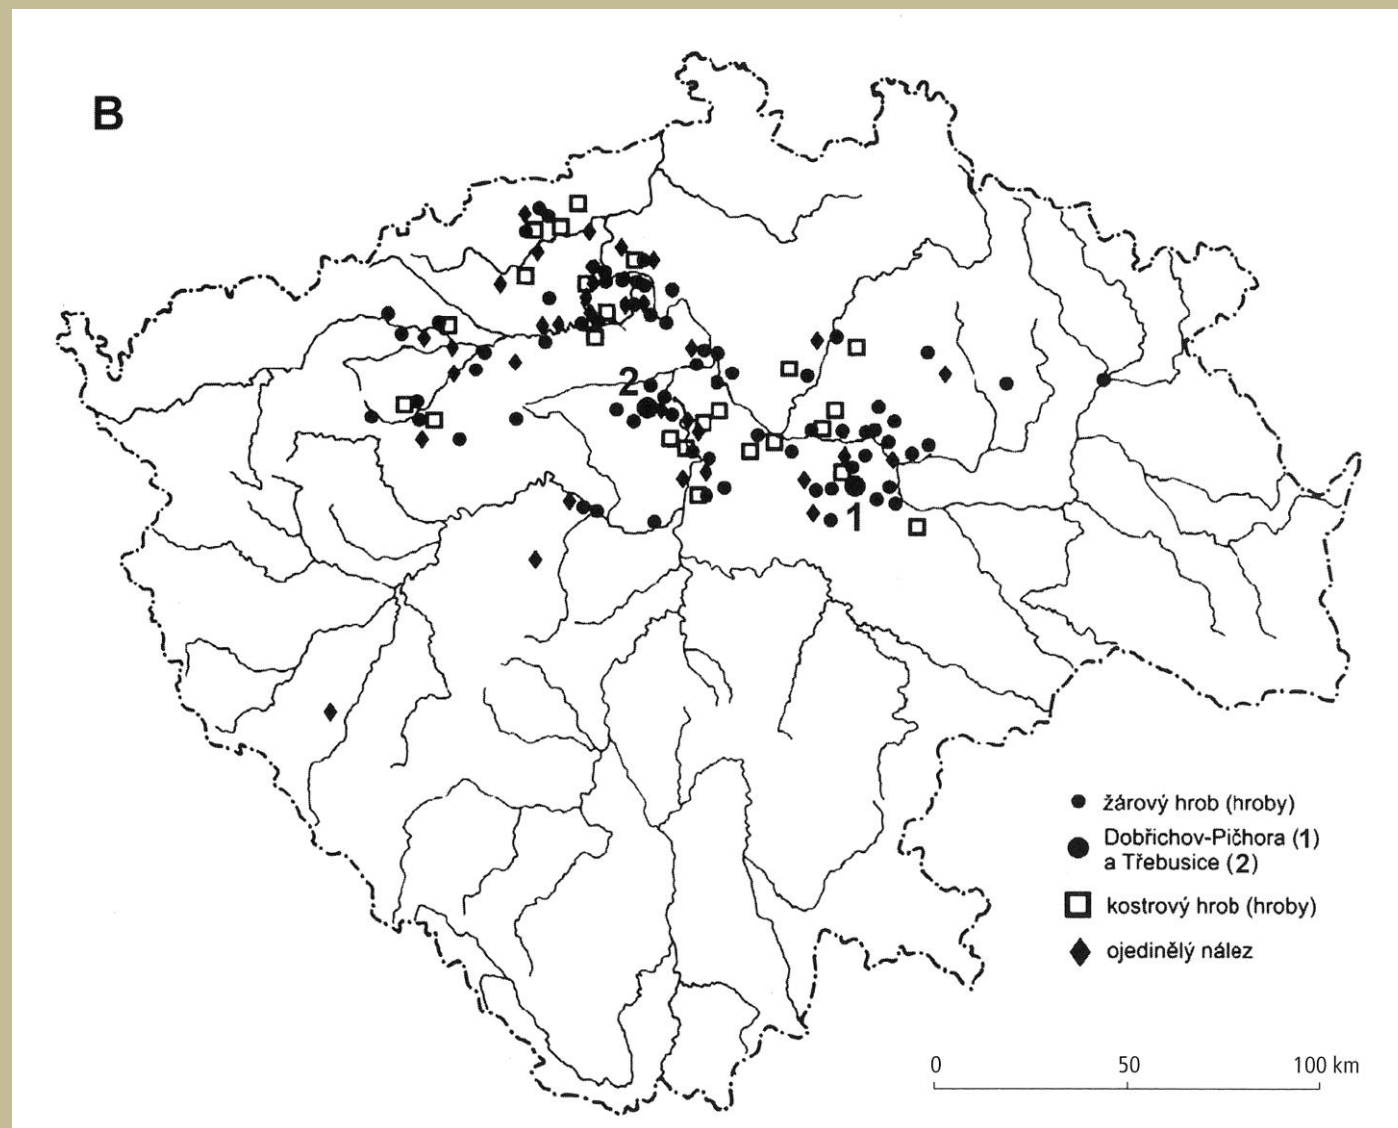 B
2
1
žárový hrob (hroby)
Dobřichov-Pičhora (1)
a Třebusice (2)
kostrový hrob (hroby)
ojedinělý nález
0 50 100 km